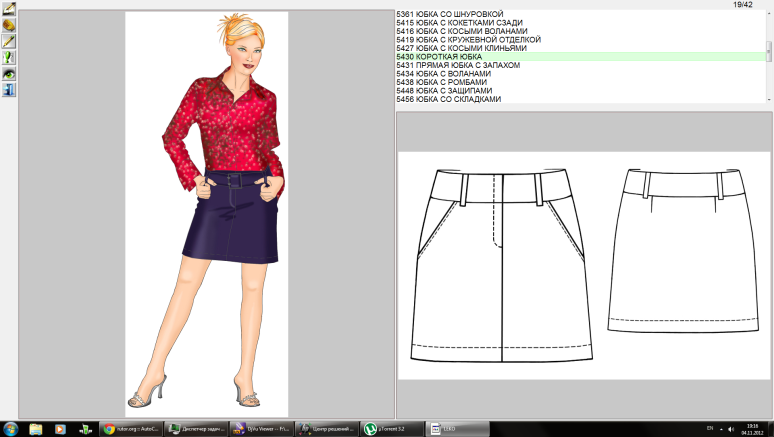 19/42
5361 ЮБКА СО ШНУРОВКОЙ
5415 ЮБКА С КОКЕТКАМИ СЗАДИ
5416 ЮБКА С КОСЫМИ ВОЛАНАМИ
5419 ЮБКА С КРУЖЕВНОЙ ОТДЕЛКОЙ
5427 ЮБКА С КОСЫМИ КЛИНЬЯМИ
5430 КОРОТКАЯ ЮБКА
5431 ПРЯМАЯ ЮБКА С ЗАПАХОМ
5434 ЮБКА С ВОЛАНАМИ
5438 ЮБКА С РОМБАМИ
5448 ЮБКА С ЗАЩИПАМИ
5456 ЮБКА СО СКЛАДКАМИ
rutor.org :: AutoC...
Диспетчер задач ...
DjVu Viewer -- P/c...
Центр решений ...
µTorrent 3.2
ЛЕКО
EN
19:16
04.11.2012